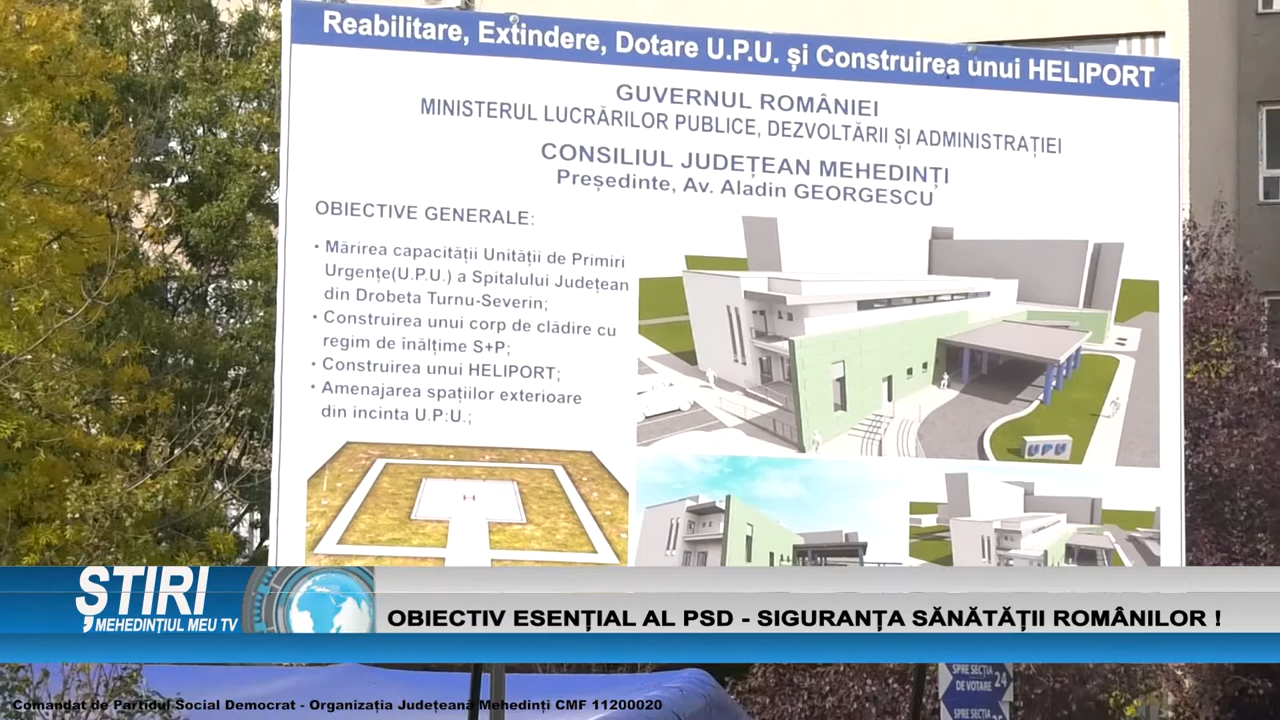 Reabilitare, Extindere, Dotare U.P.U. și Construirea unui HELIPORT
GUVERNUL ROMÂNIEI
MINISTERUL LUCRĂRILOR PUBLICE, DEZVOLTĂRII ȘI ADMINISTRAȚIEI
CONSILIUL JUDEȚEAN MEHEDINȚI
Președinte, Av. Aladin GEORGESCU
OBIECTIVE GENERALE:
• Mărirea capacității Unității de Primiri
Urgențe(U.P.U.) a Spitalului Județean
din Drobeta Turnu-Severin;
• Construirea unui corp de clădire cu
regim de înălțime S+P;
• Construirea unui HELIPORT;
• Amenajarea spațiilor exterioare
din incinta U.P.U.;
UPU
H
ȘTIRI
MEHEDINȚIUL MEU TV
OBIECTIV ESENȚIAL AL PSD - SIGURANȚA SĂNĂTĂȚII ROMÂNILOR !
SPRE SECȚIA
DE VOTARE 24
SPRE SECȚIA
Comandat de Partidul Social Democrat - Organizația Județeană Mehedinți CMF 11200020